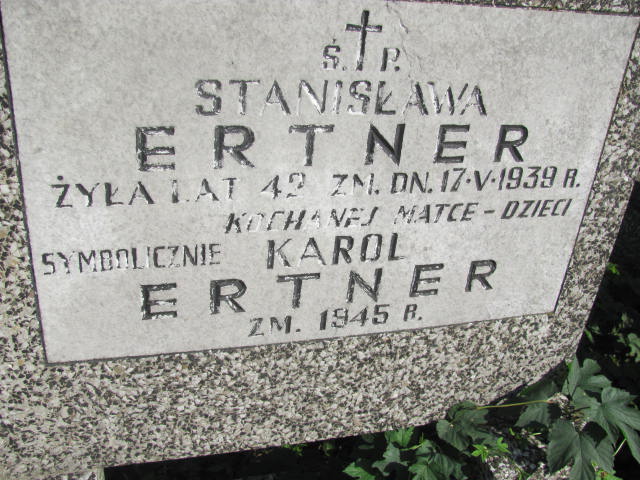 Ś. P.
STANISŁAWA
ERTNER
ŻYŁA LAT 42 ZM. DN. 17·V·1939 R.
KOCHANEJ MATCE - DZIECI
SYMBOLICZNIE KAROL
ERTNER
ZM. 1945 R.